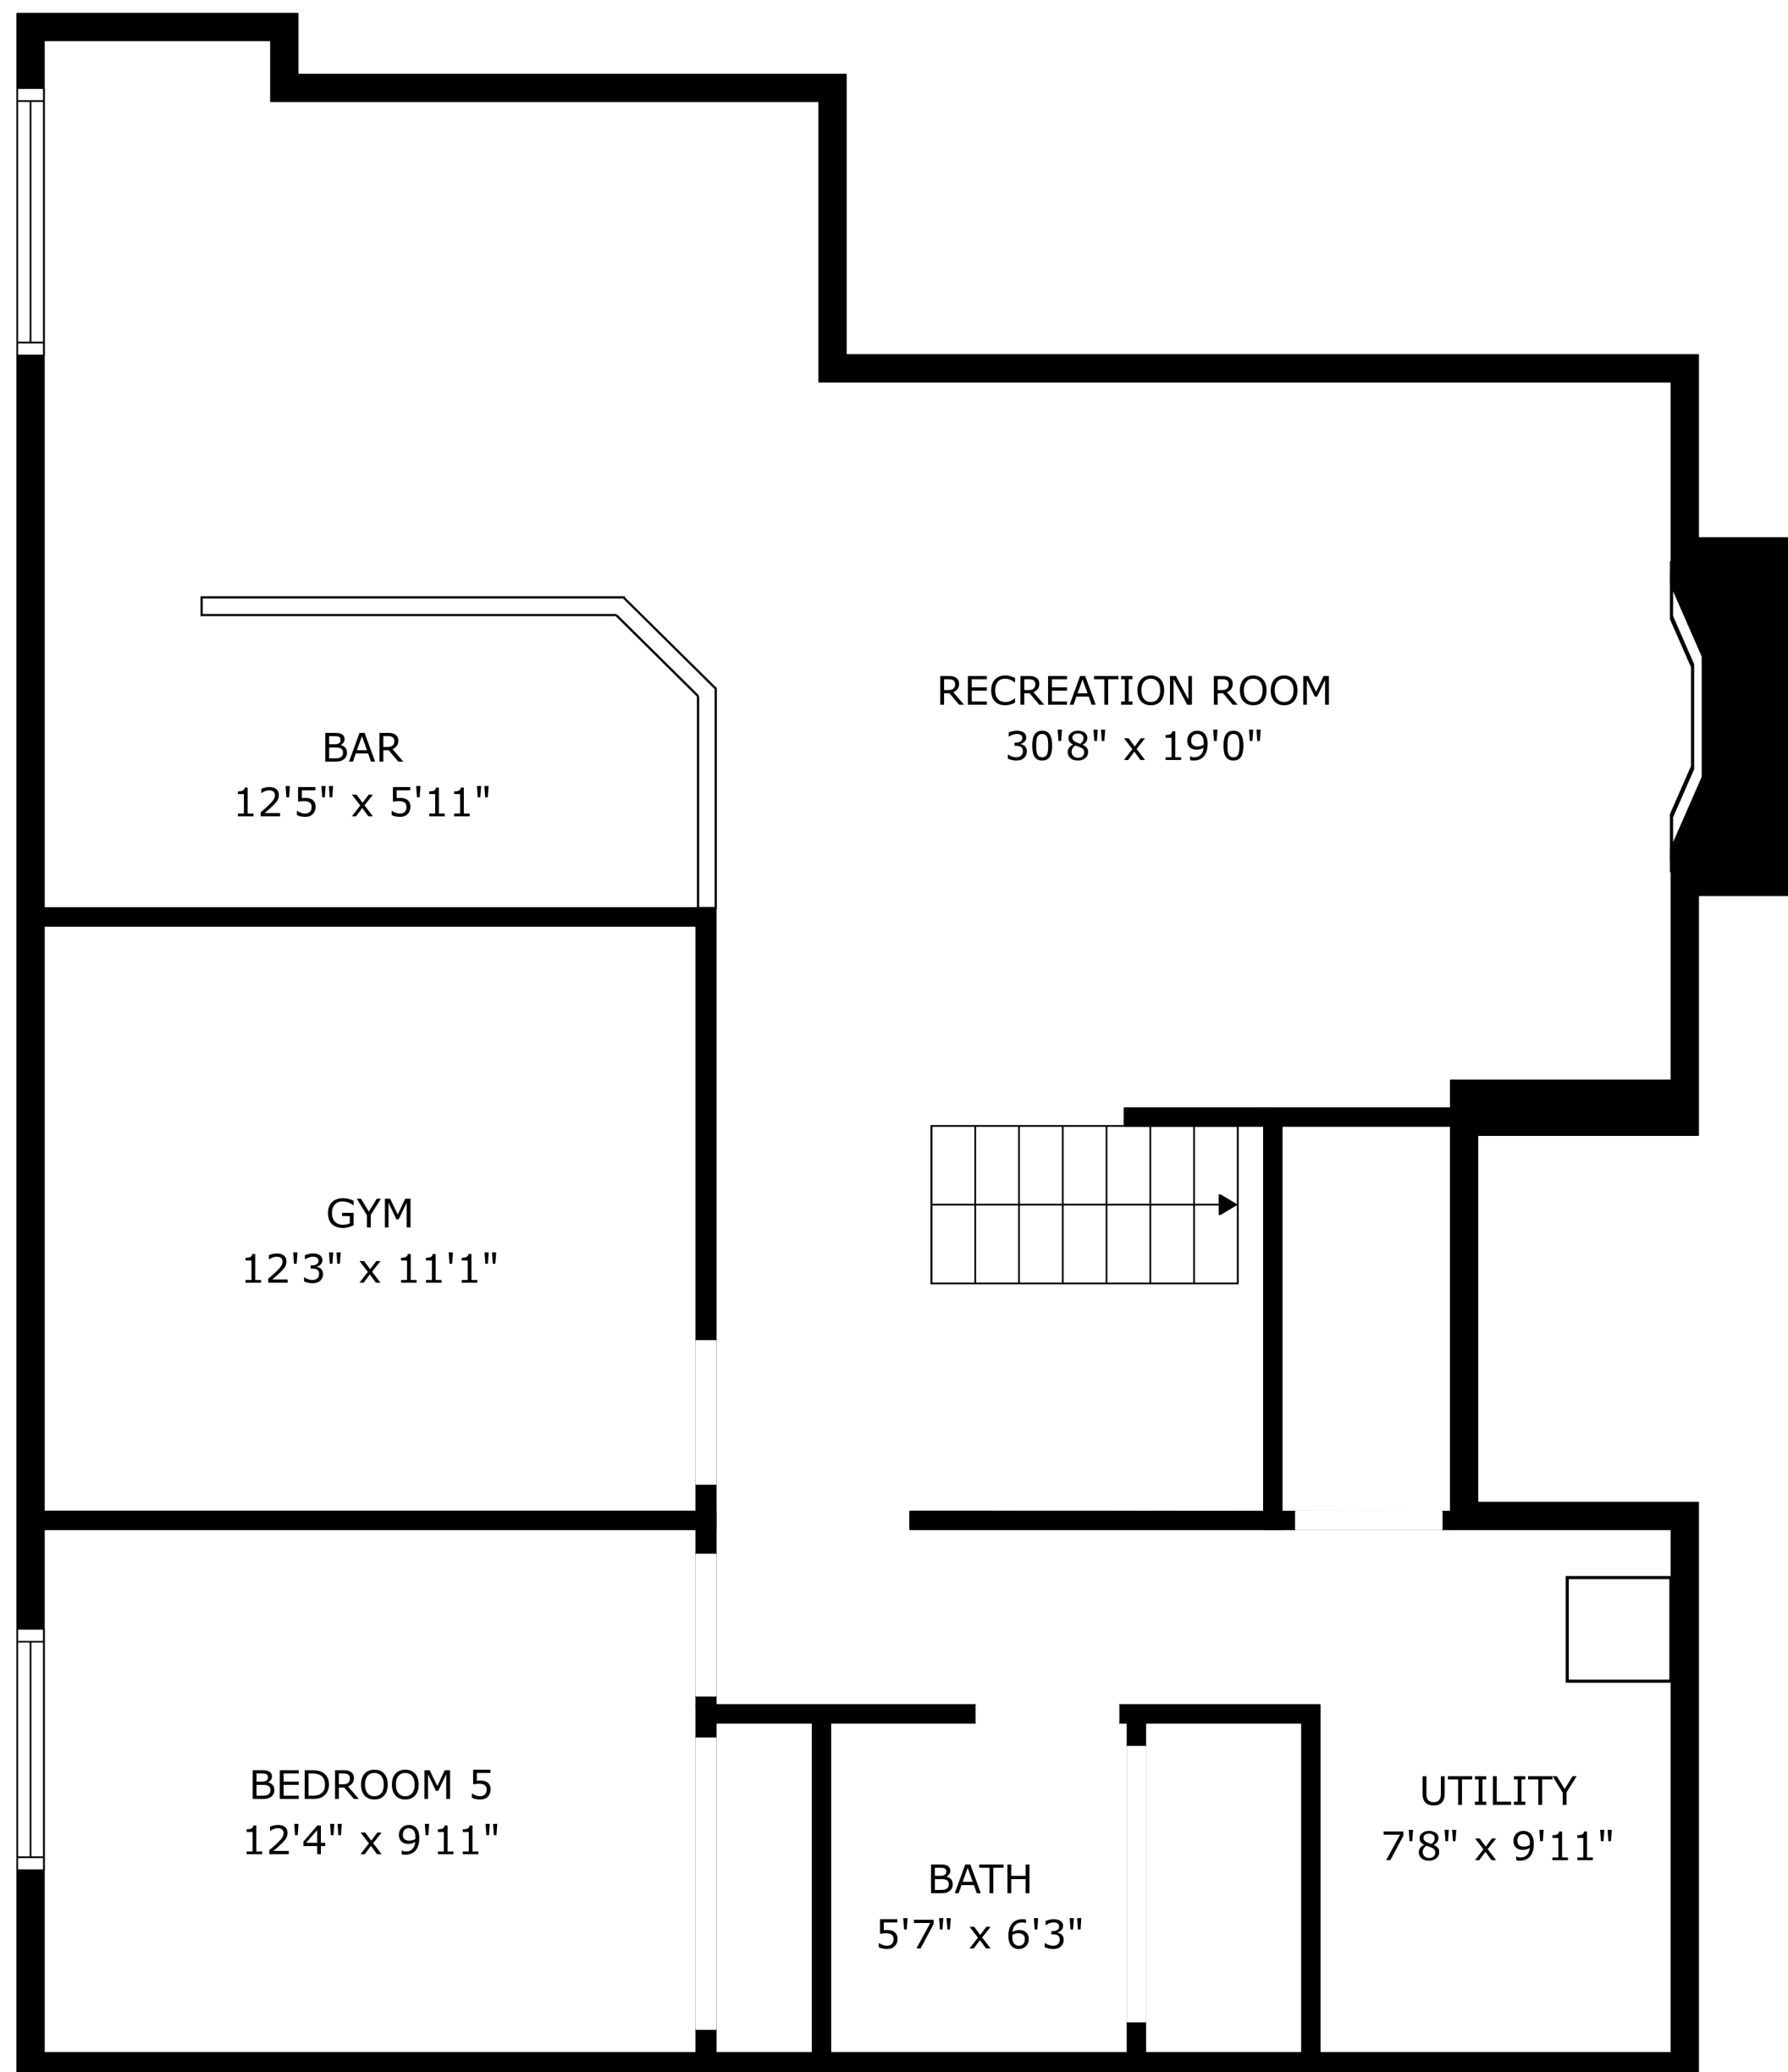 RECREATION ROOM
30'8" x 19'0"
BAR
12'5" x 5'11"
GYM
12'3" x 11'1"
BEDROOM 5
12'4" x 9'11"
UTILITY
7'8" x 9'11"
BATH
5'7" x 6'3"